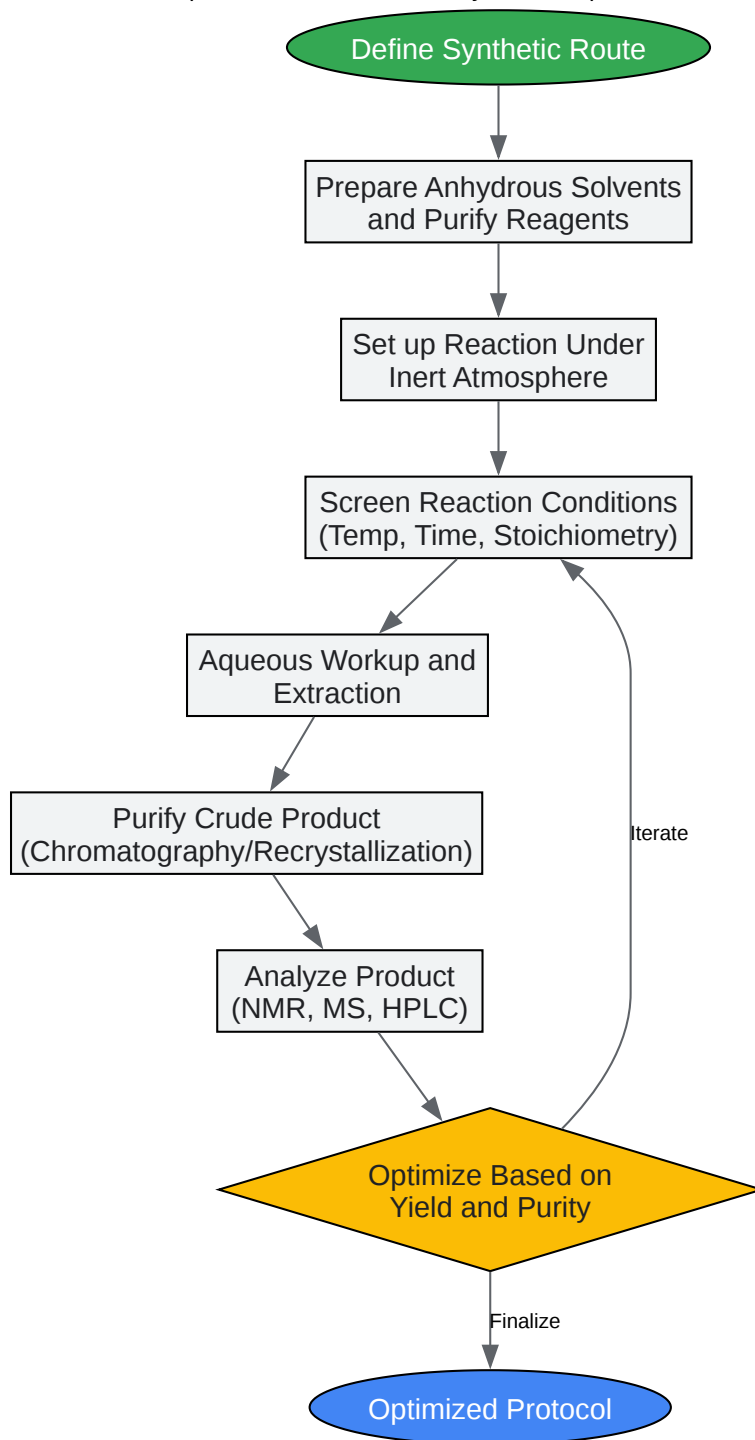 Define Synthetic Route
Prepare Anhydrous Solvents
and Purify Reagents
Set up Reaction Under
Inert Atmosphere
Screen Reaction Conditions
(Temp, Time, Stoichiometry)
Aqueous Workup and
Extraction
Purify Crude Product
(Chromatography/Recrystallization)
Iterate
Analyze Product
(NMR, MS, HPLC)
Optimize Based on
Yield and Purity
Finalize
Optimized Protocol